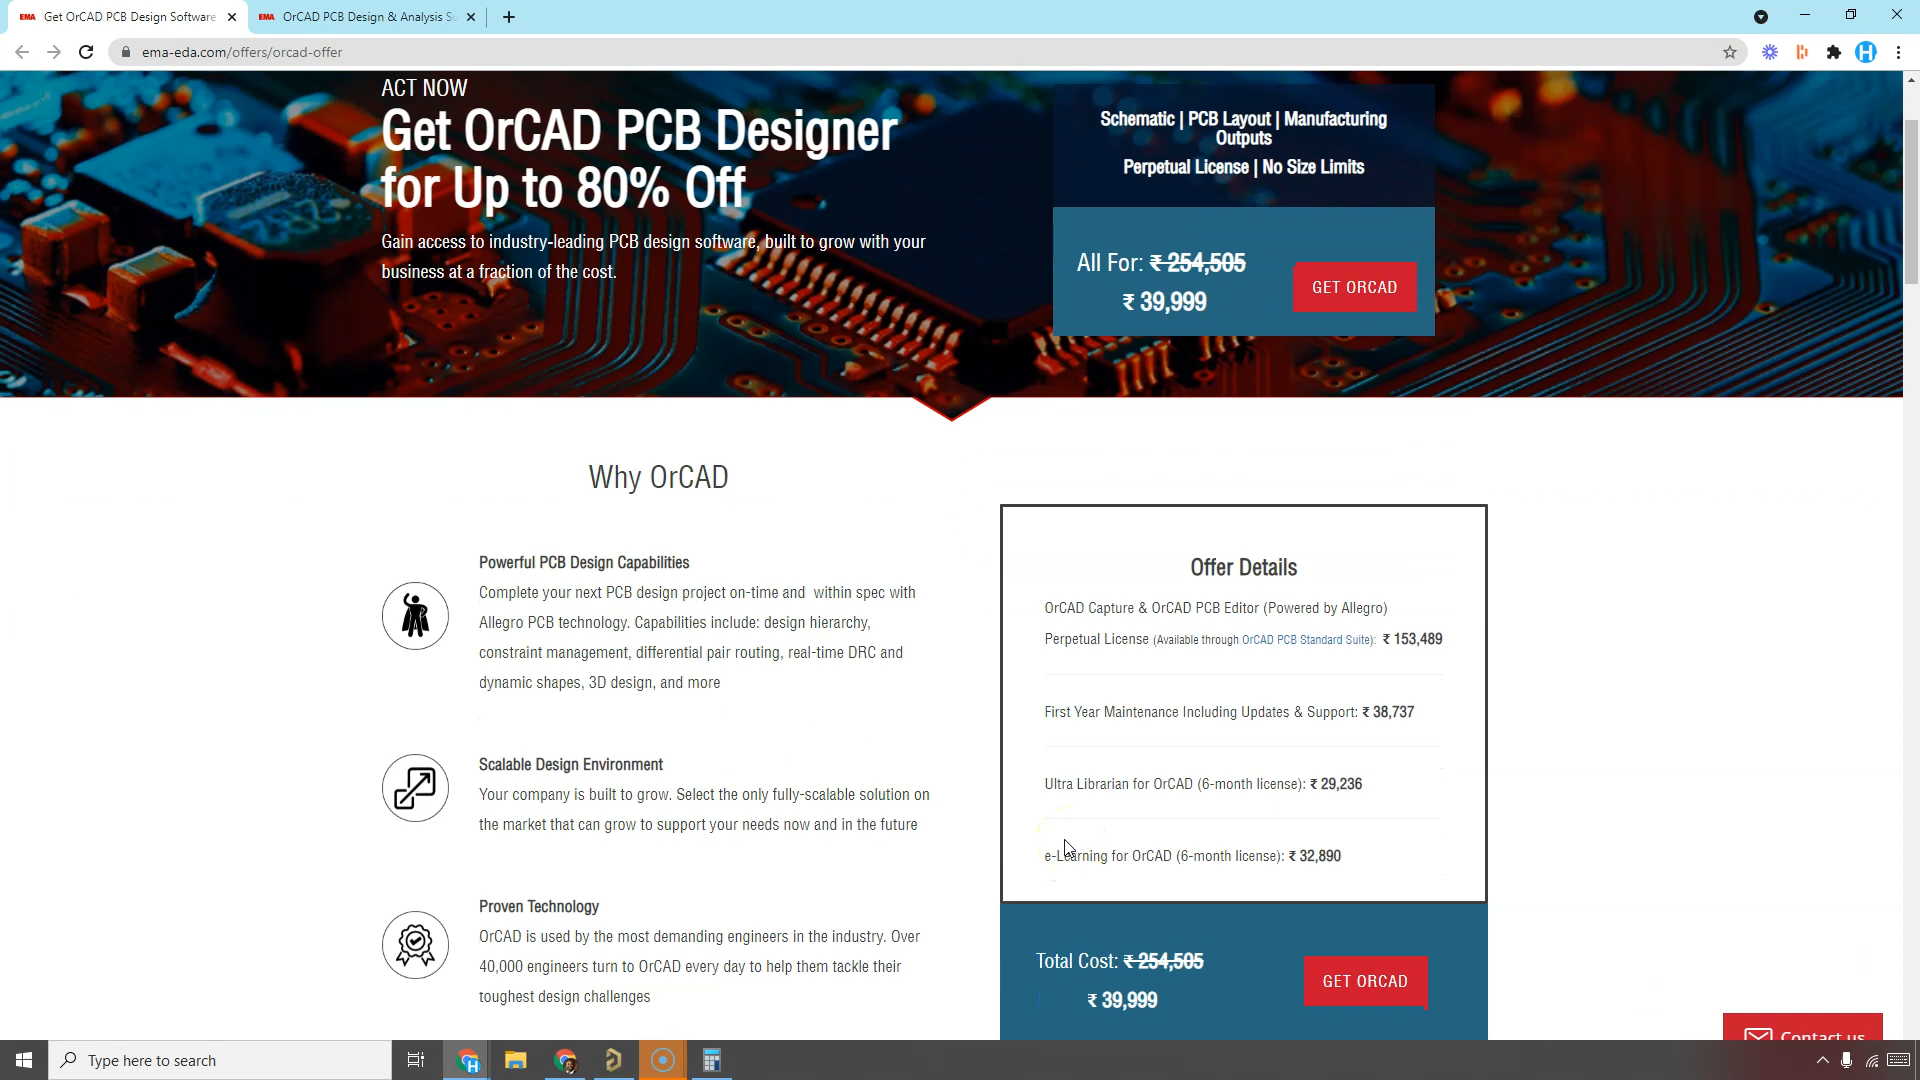 EMA Get OrCAD PCB Design Software
EMA OrCAD PCB Design & Analysis Su
ema-eda.com/offers/orcad-offer
H
ACT NOW
Get OrCAD PCB Designer
for Up to 80% Off
Gain access to industry-leading PCB design software, built to grow with your
business at a fraction of the cost.
Schematic | PCB Layout | Manufacturing
Outputs
Perpetual License | No Size Limits
All For: ₹ 254,505
₹ 39,999
GET ORCAD
Why OrCAD
Powerful PCB Design Capabilities
Complete your next PCB design project on-time and within spec with
Allegro PCB technology. Capabilities include: design hierarchy,
constraint management, differential pair routing, real-time DRC and
dynamic shapes, 3D design, and more
Scalable Design Environment
Your company is built to grow. Select the only fully-scalable solution on
the market that can grow to support your needs now and in the future
Proven Technology
OrCAD is used by the most demanding engineers in the industry. Over
40,000 engineers turn to OrCAD every day to help them tackle their
toughest design challenges
Offer Details
OrCAD Capture & OrCAD PCB Editor (Powered by Allegro)
Perpetual License (Available through OrCAD PCB Standard Suite): ₹ 153,489
First Year Maintenance Including Updates & Support: ₹ 38,737
Ultra Librarian for OrCAD (6-month license): ₹ 29,236
e-Learning for OrCAD (6-month license): ₹ 32,890
Total Cost: ₹ 254,505
₹ 39,999
GET ORCAD
Contact us
Type here to search
H